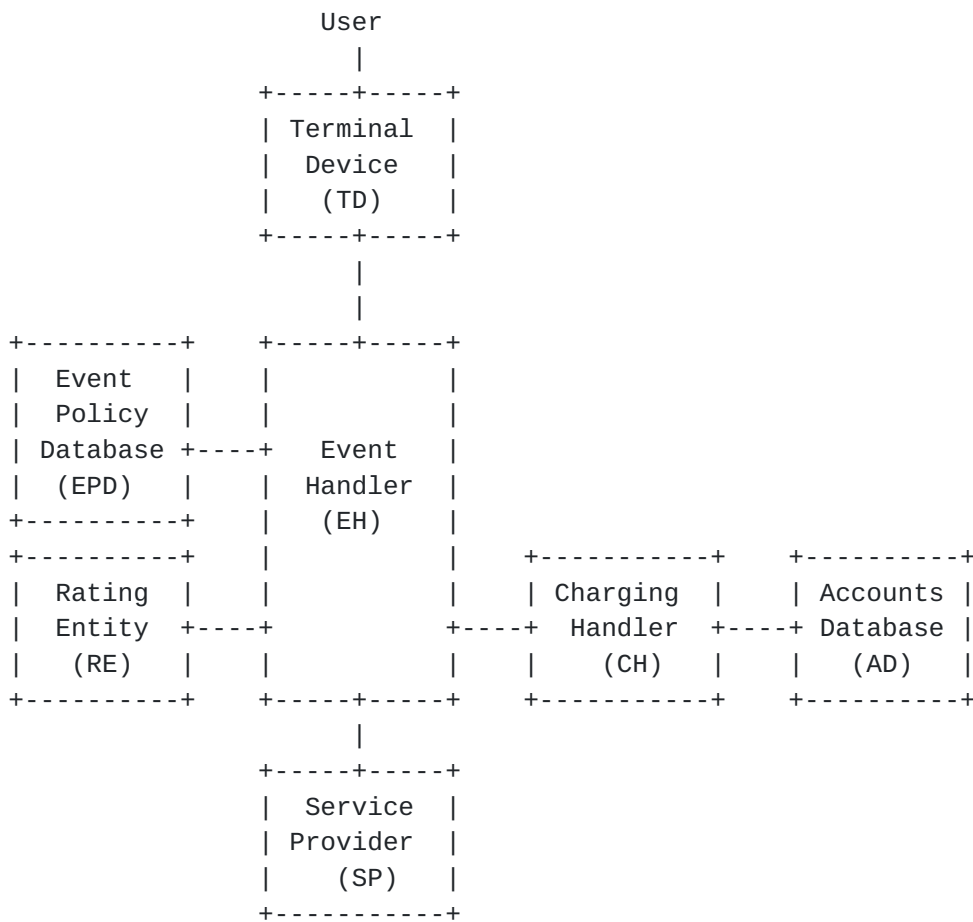 User
Terminal
Device
(TD)
Event
Policy
Database
(EPD)
Event
Handler
(EH)
Rating
Entity
(RE)
Charging
Handler
(CH)
Accounts
Database
(AD)
Service
Provider
(SP)